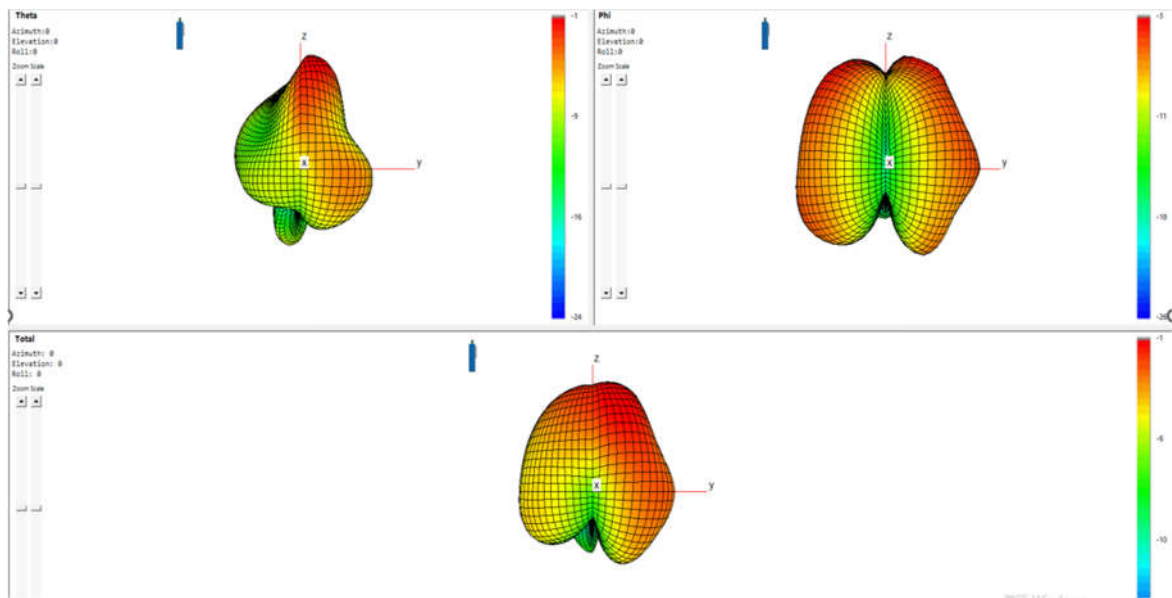 Theta
Azimuth:0
Elevation:0
Roll:0
Zoom Scale
z
x
y
-1
-9
-16
-24
Phi
Azimuth:0
Elevation:0
Roll:0
Zoom Scale
z
x
y
-3
-11
-18
-26
Total
Azimuth: 0
Elevation: 0
Roll: 0
Zoom Scale
z
x
y
-1
-6
-10